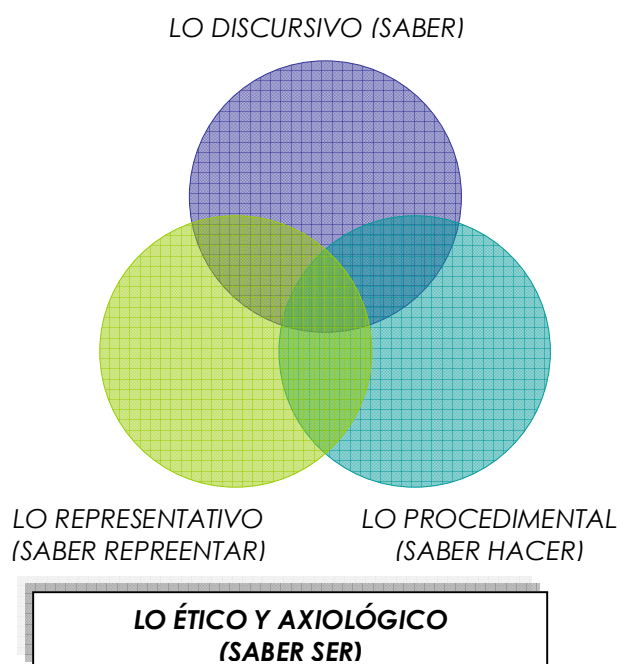 LO DISCURSIVO (SABER)
LO REPRESENTATIVO
(SABER REPREENTAR)
LO PROCEDIMENTAL
(SABER HACER)
LO ÉTICO Y AXIOLÓGICO
(SABER SER)